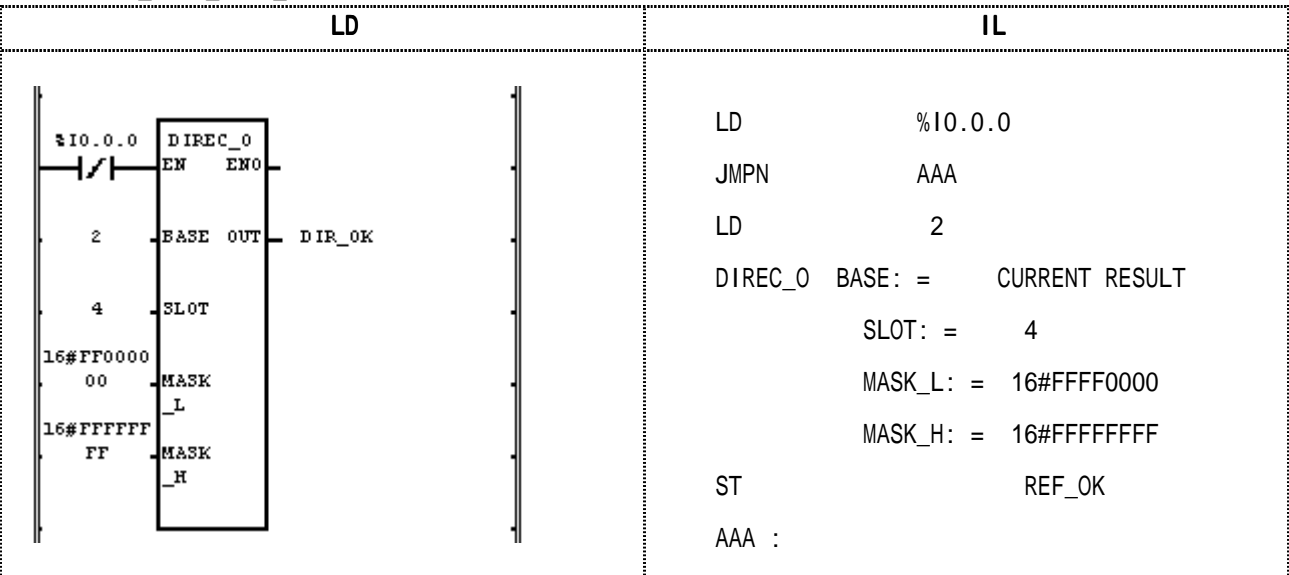 LD
IL
%I0.0.0
DIREC_O
EN ENO
2 BASE OUT DIR_OK
4 SLOT
16#FF0000
00 MASK
_L
16#FFFFFF
FF MASK
_H
LD %I0.0.0
JMPN AAA
LD 2
DIREC_O BASE: = CURRENT RESULT
SLOT: = 4
MASK_L: = 16#FFFF0000
MASK_H: = 16#FFFFFFFF
ST REF_OK
AAA :